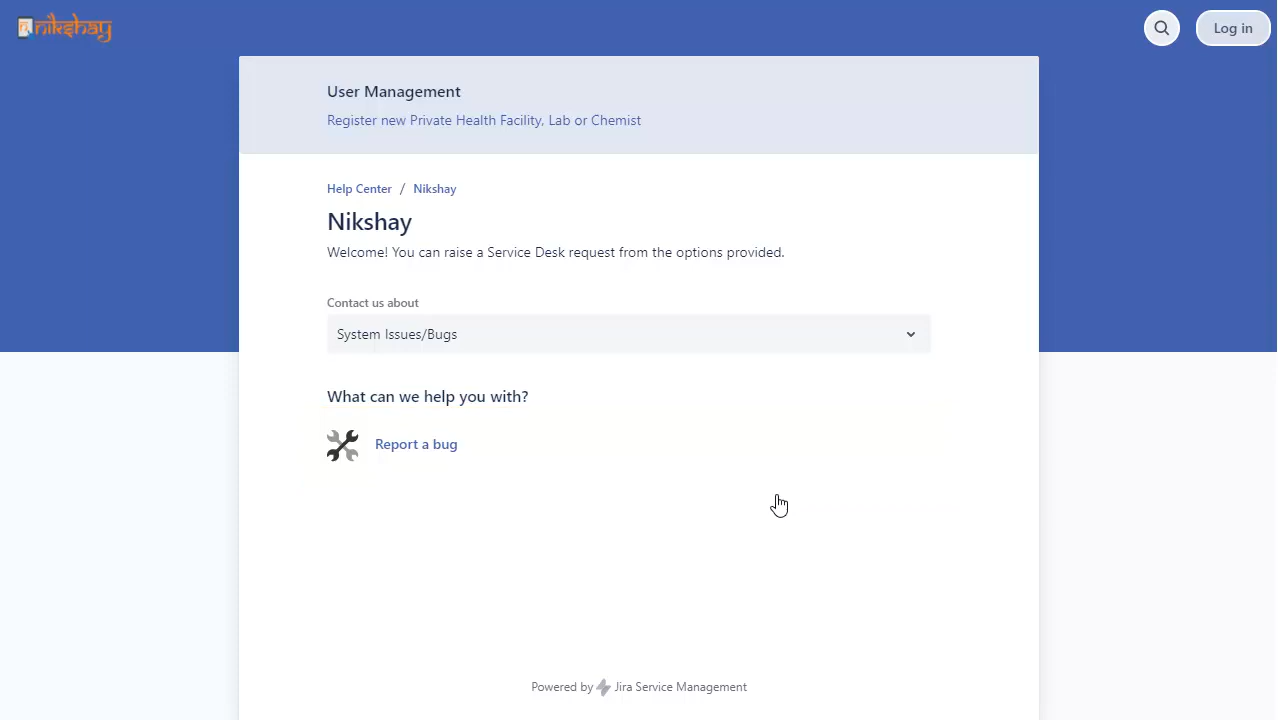 nikshay
Log in
User Management
Register new Private Health Facility, Lab or Chemist
Help Center / Nikshay
Nikshay
Welcome! You can raise a Service Desk request from the options provided.
Contact us about
System Issues/Bugs
What can we help you with?
Report a bug
Powered by Jira Service Management